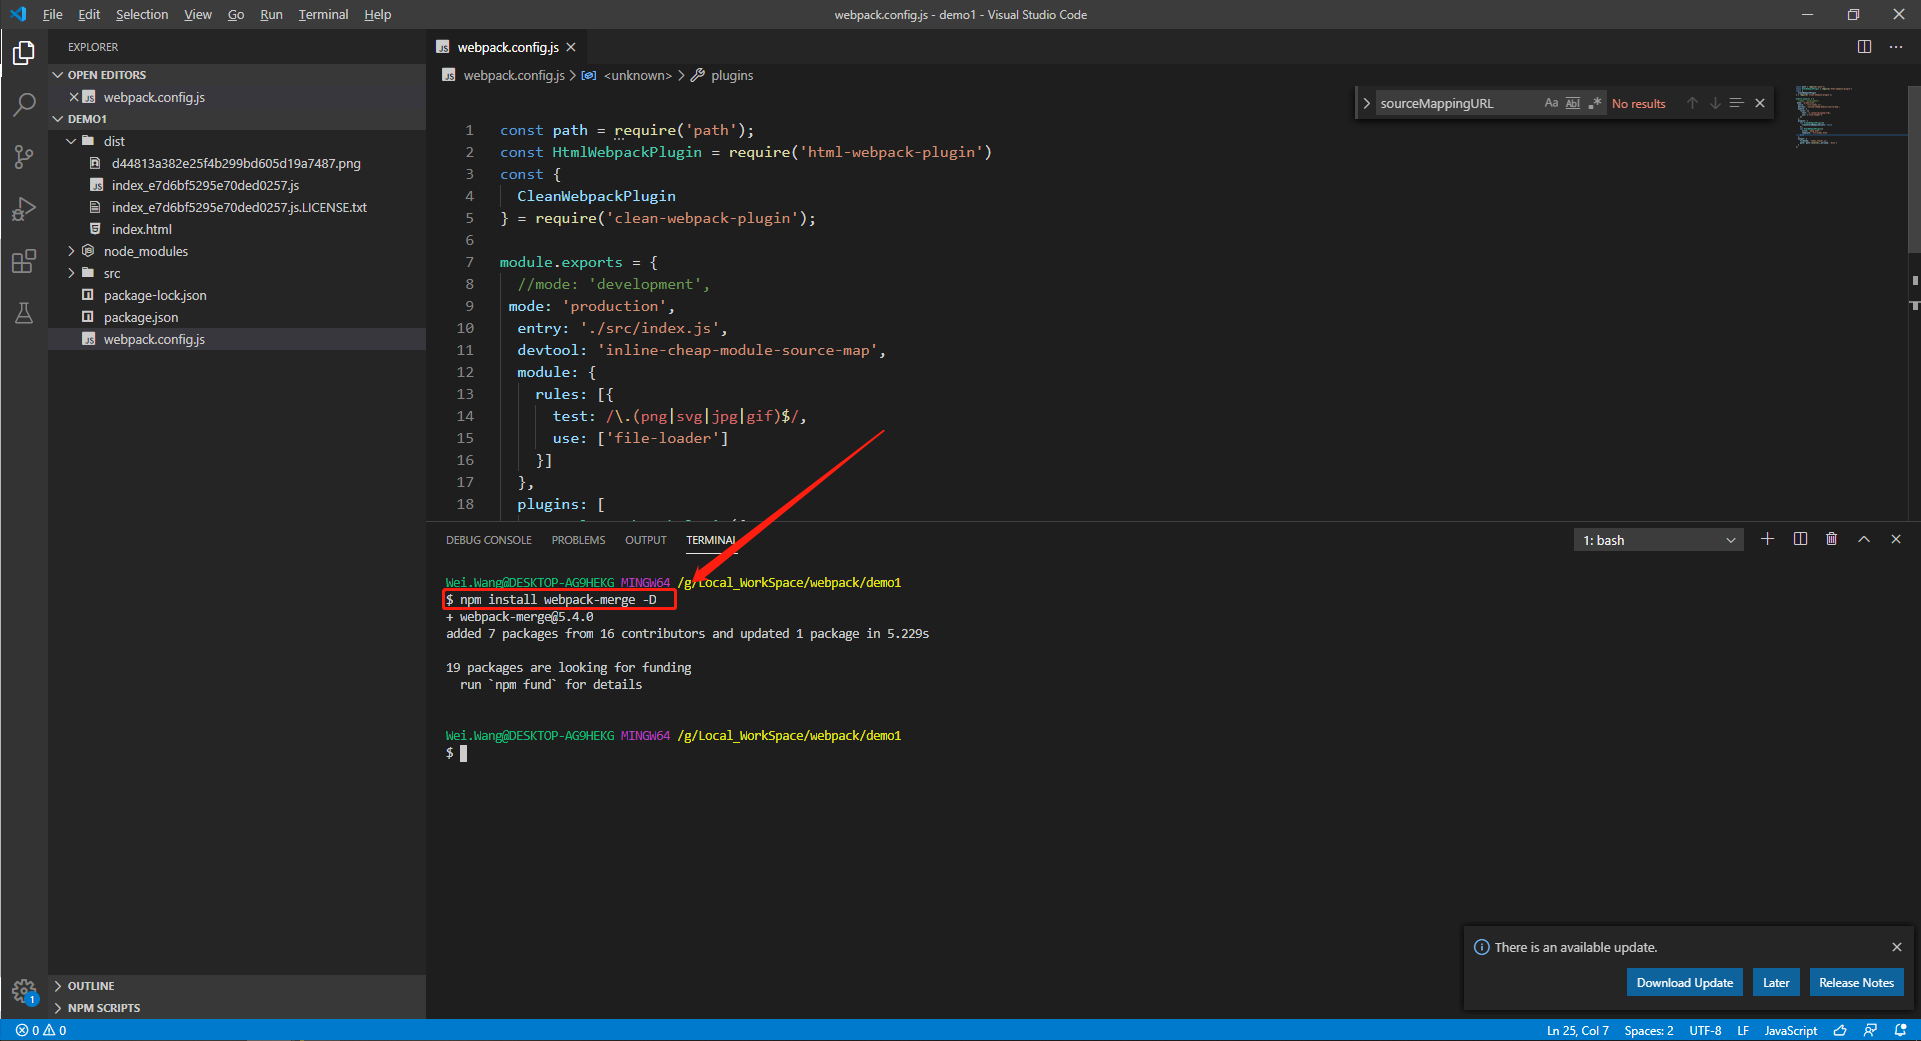 File Edit Selection View Go Run Terminal Help
webpack.config.js - demo1 - Visual Studio Code
EXPLORER
OPEN EDITORS
webpack.config.js
DEMO1
dist
d44813a382e25f4b299bd605d19a7487.png
index_e7d6bf5295e70ded0257.js
index_e7d6bf5295e70ded0257.js.LICENSE.txt
index.html
node_modules
src
package-lock.json
package.json
webpack.config.js
OUTLINE
NPM SCRIPTS
webpack.config.js
webpack.config.js > <unknown> > plugins
sourceMappingURL Aa Abl .* No results
1 const path = require('path');
2 const HtmlWebpackPlugin = require('html-webpack-plugin')
3 const {
4 CleanWebpackPlugin
5 } = require('clean-webpack-plugin');
6
7 module.exports = {
8 //mode: 'development',
9 mode: 'production',
10 entry: './src/index.js',
11 devtool: 'inline-cheap-module-source-map',
12 module: {
13 rules: [{
14 test: /\.(png|svg|jpg|gif)$/,
15 use: ['file-loader']
16 }]
17 },
18 plugins: [
DEBUG CONSOLE PROBLEMS OUTPUT TERMINAL
1: bash
Wei.Wang@DESKTOP-AG9HEKG MINGW64 /g/Local_WorkSpace/webpack/demo1
$ npm install webpack-merge -D
+ webpack-merge@5.4.0
added 7 packages from 16 contributors and updated 1 package in 5.229s
19 packages are looking for funding
run `npm fund` for details
Wei.Wang@DESKTOP-AG9HEKG MINGW64 /g/Local_WorkSpace/webpack/demo1
$
There is an available update.
Download Update Later Release Notes
1
0 0
Ln 25, Col 7 Spaces: 2 UTF-8 LF JavaScript